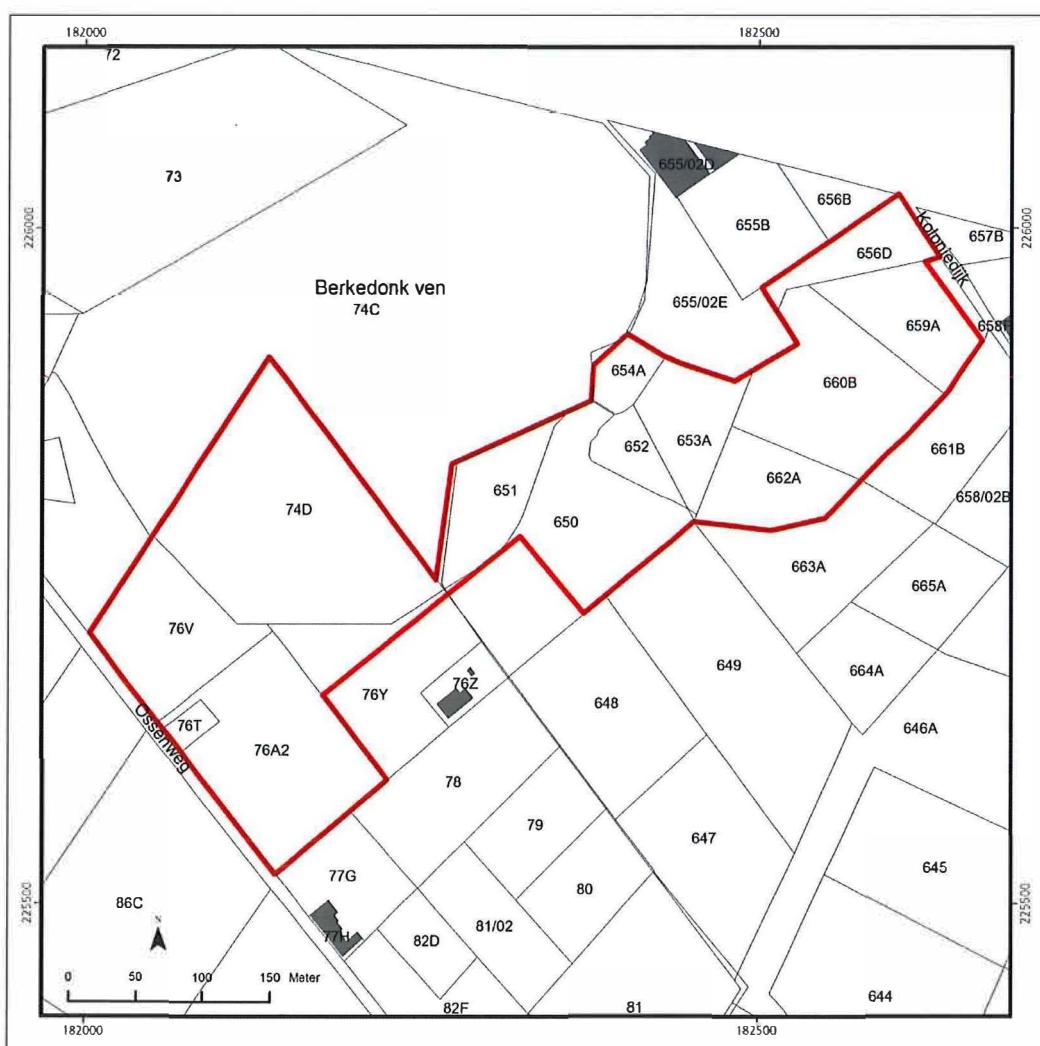 182000
182500
72
73
655/02D
656B
655B
226000
226000
Koloniedijk
657B
656D
Berkedonk ven
74C
655/02E
659A
658F
654A
660B
652
653A
661B
651
662A
658/02B
74D
650
663A
665A
76V
664A
649
76Y
76Z
648
646A
76T
Ossenweg
76A2
78
79
647
645
77G
80
86C
225500
225500
81/02
N
77H
82D
0 50 100 150 Meter
644
82F
81
182000
182500